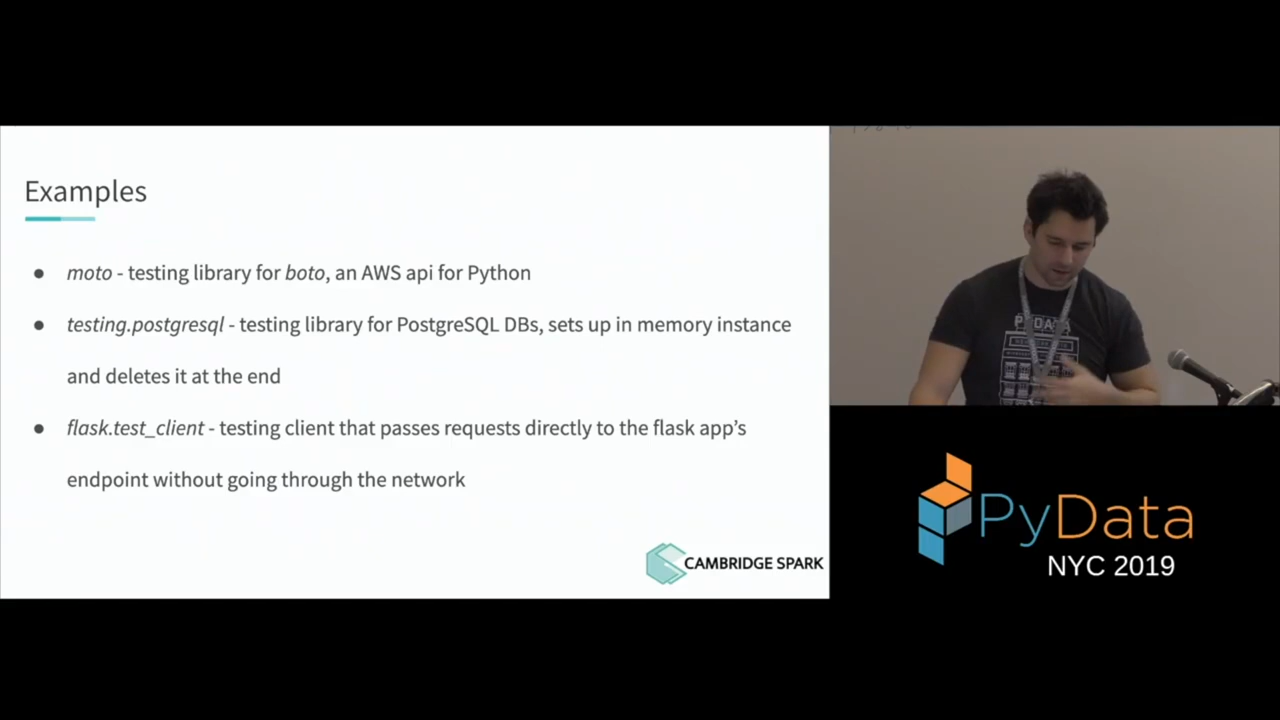 Examples
● moto - testing library for boto, an AWS api for Python
● testing.postgresql - testing library for PostgreSQL DBs, sets up in memory instance
and deletes it at the end
● flask.test_client - testing client that passes requests directly to the flask app's
endpoint without going through the network
CAMBRIDGE SPARK
PYDATA
PyData
NYC 2019